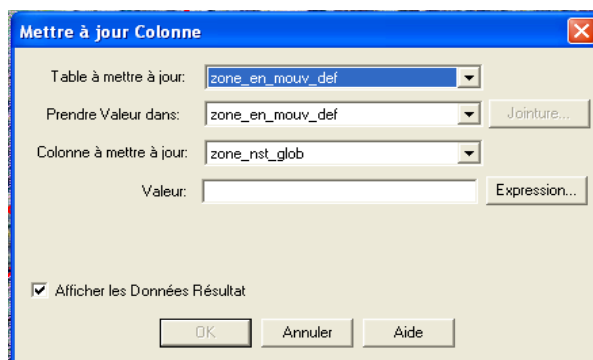 Mettre à jour Colonne
Table à mettre à jour: zone_en_mouv_def
Prendre Valeur dans: zone_en_mouv_def Jointure...
Colonne à mettre à jour: zone_nst_glob
Valeur: Expression...
Afficher les Données Résultat
OK Annuler Aide